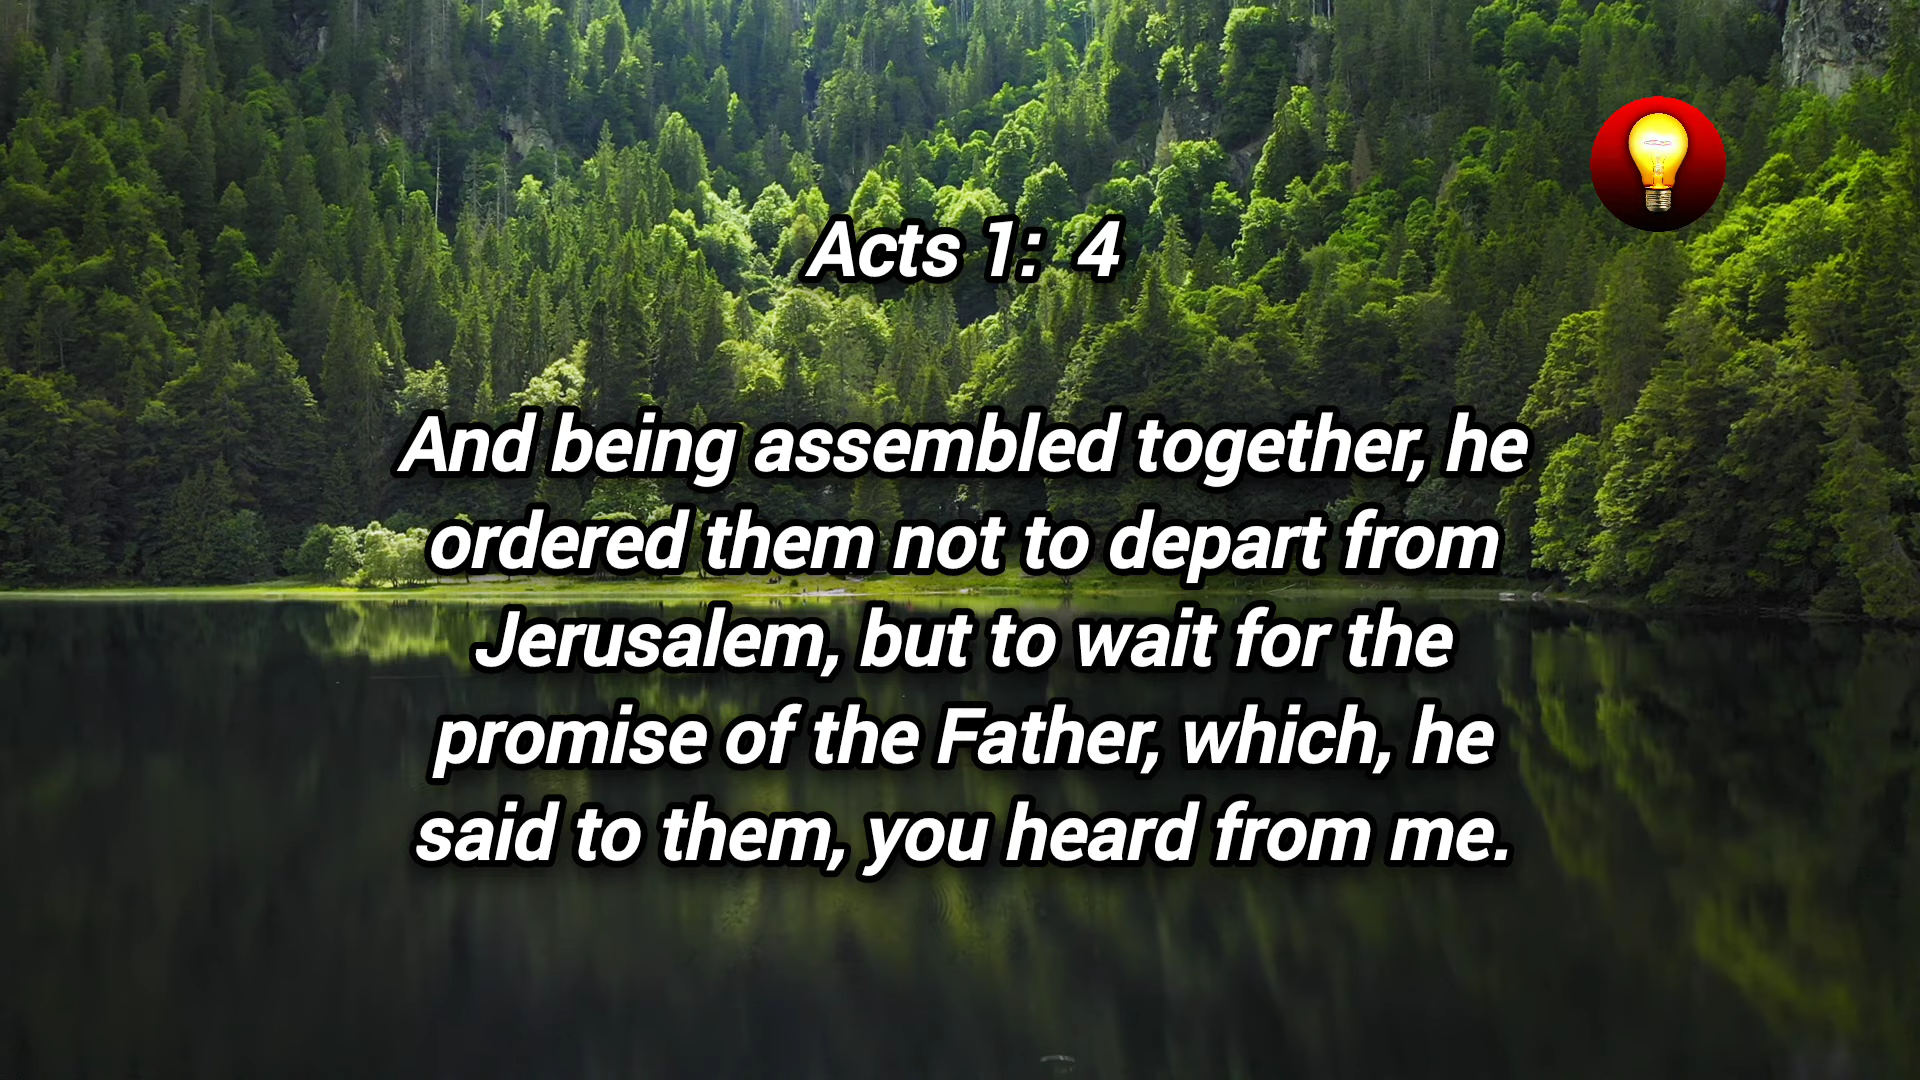 Acts 1:  4
And being assembled together, he
ordered them not to depart from
Jerusalem, but to wait for the
promise of the Father, which, he
said to them, you heard from me.